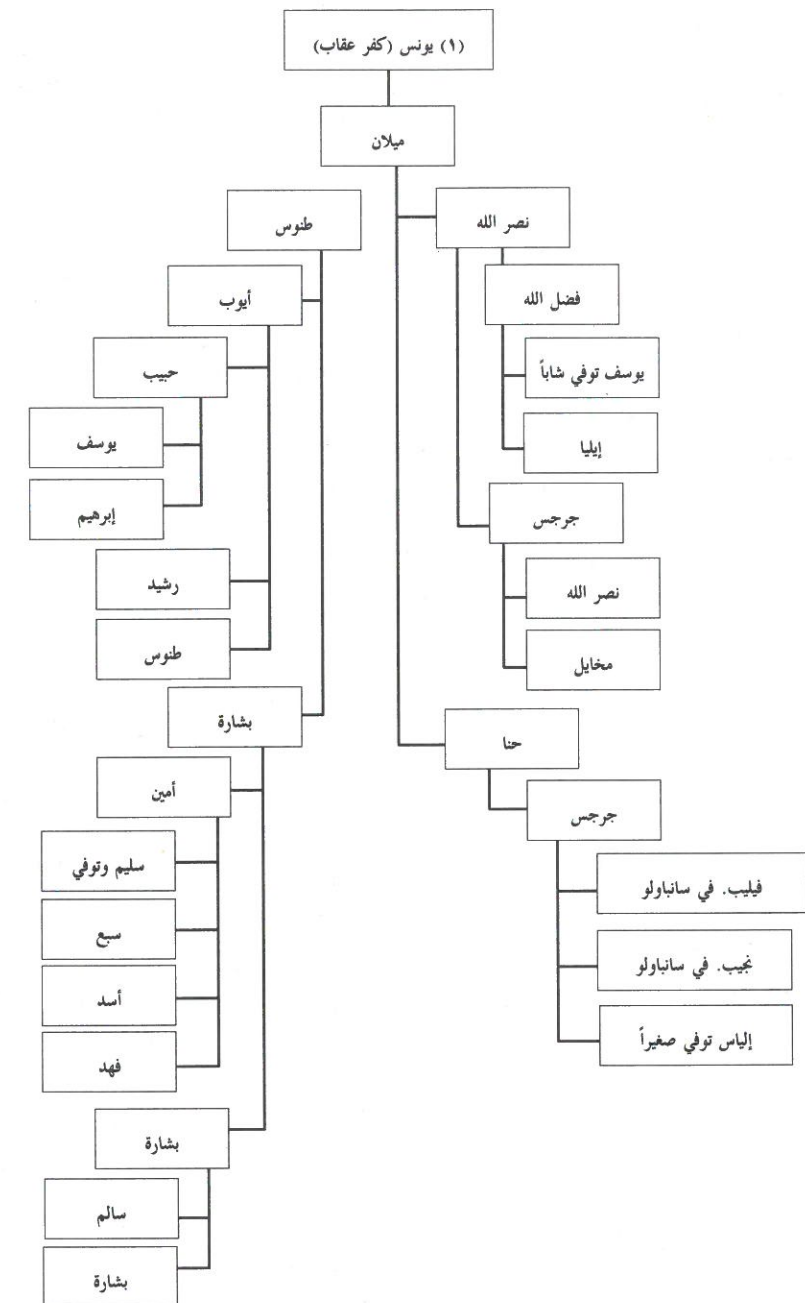 (١) يونس (كفر عقاب)
ميلان
نصر الله
فضل الله
يوسف توفي شاباً
إيليا
جرجس
نصر الله
مخايل
حنا
جرجس
فيليب. في سانباولو
نجيب. في سانباولو
إلياس توفي صغيراً
طنوس
أيوب
حبيب
يوسف
إبرهيم
رشيد
طنوس
بشارة
أمين
سليم وتوفي
سبع
أسد
فهد
بشارة
سالم
بشارة